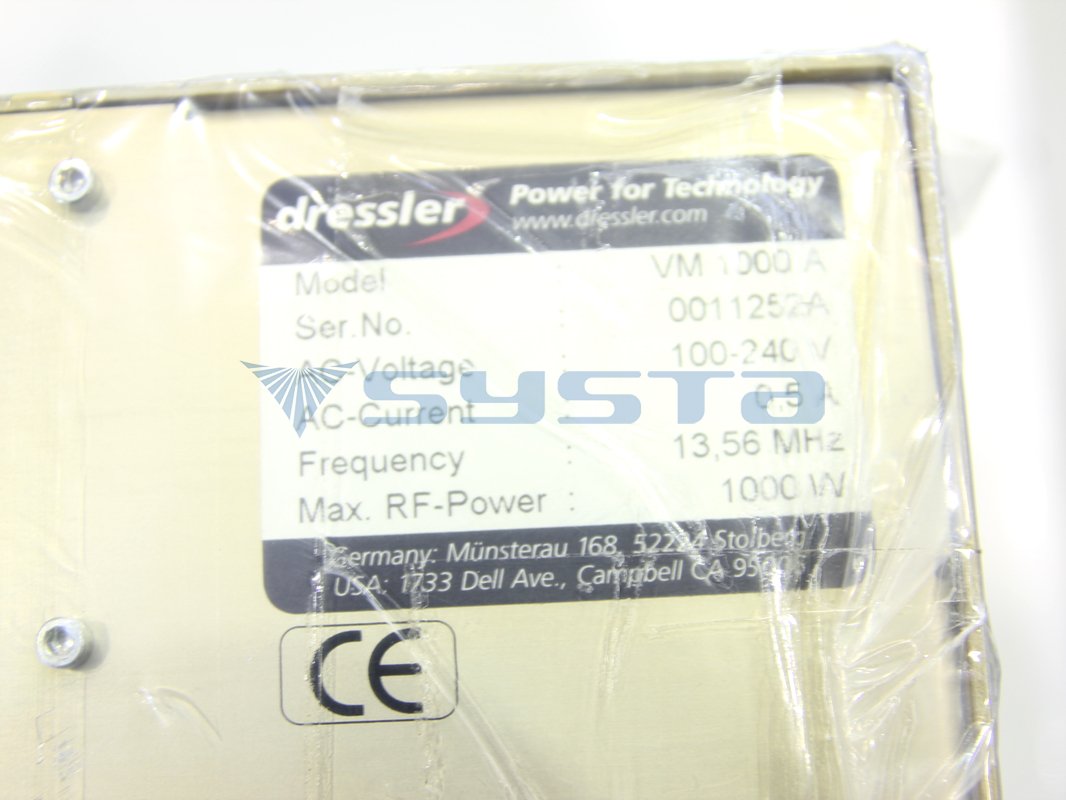 dressler Power for Technology
www.dressler.com
Model : VM 1000 A
Ser.No. : 0011252A
AC-Voltage : 100-240 V
AC-Current : 0,5 A
Frequency : 13,56 MHz
Max. RF-Power : 1000 W
Germany: Münsterau 168, Stolberg
USA: 1733 Dell Ave., Campbell CA
CE
systa